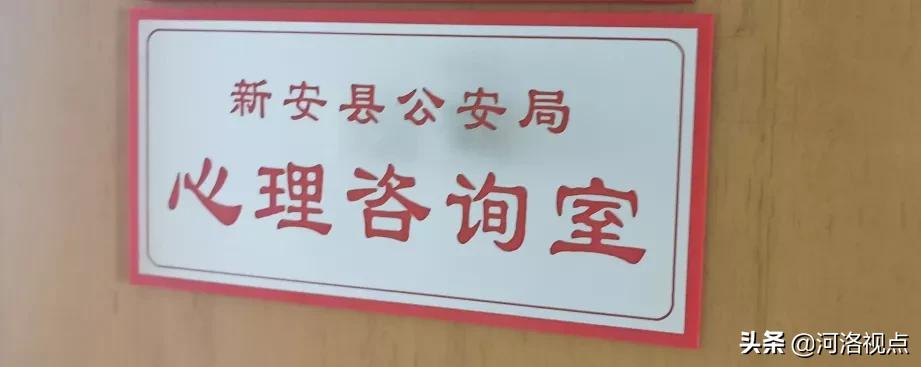 新安县公安局
心理咨询室
头条 @河洛视点